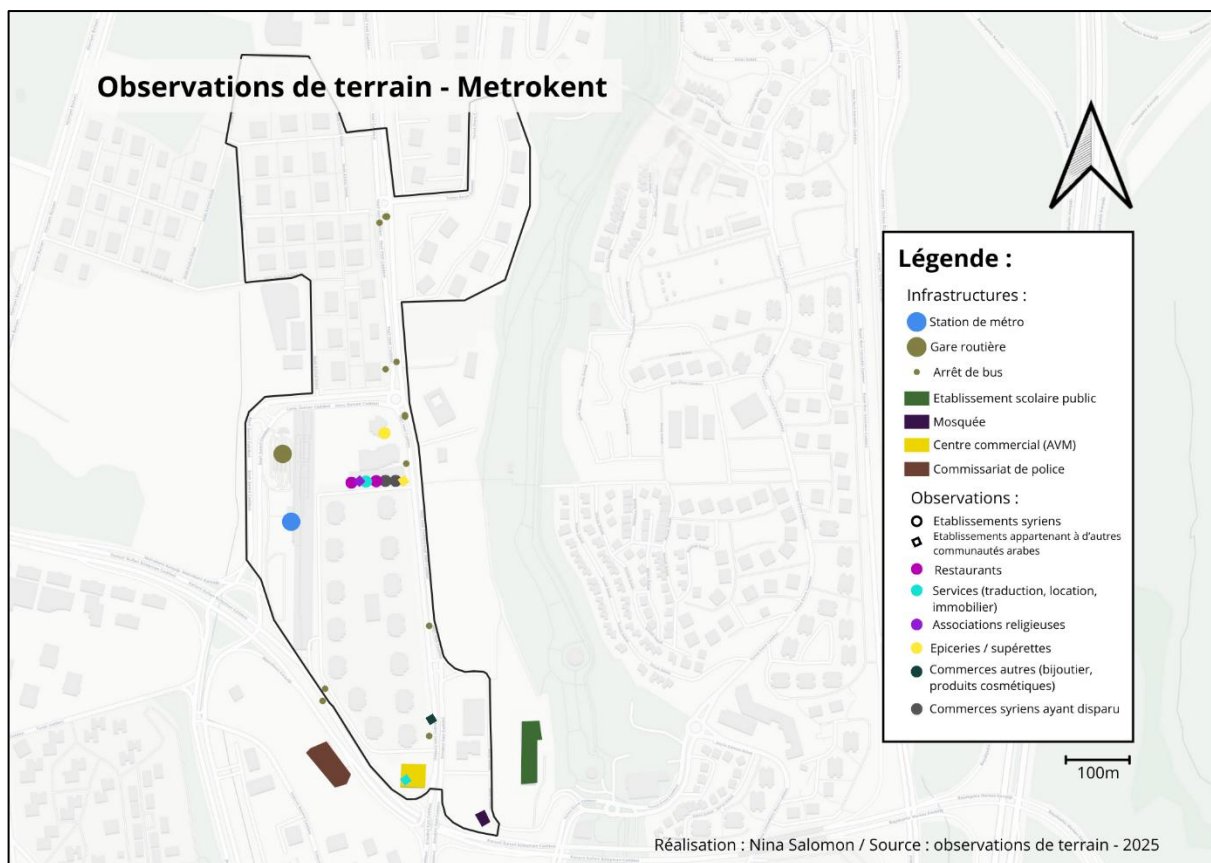 Observations de terrain - Metrokent
Légende :
Infrastructures :
Station de métro
Gare routière
Arrêt de bus
Etablissement scolaire public
Mosquée
Centre commercial (AVM)
Commissariat de police
Observations :
Etablissements syriens
Etablissements appartenant à d'autres
communautés arabes
Restaurants
Services (traduction, location,
immobilier)
Associations religieuses
Epiceries / supérettes
Commerces autres (bijoutier,
produits cosmétiques)
Commerces syriens ayant disparu
100m
Réalisation : Nina Salomon / Source : observations de terrain - 2025